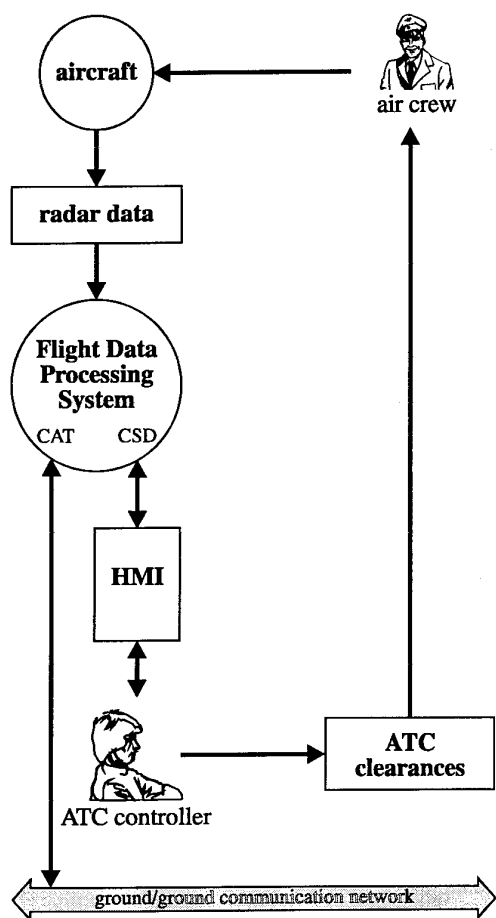 aircraft
air crew
radar data
Flight Data
Processing
System
CAT CSD
HMI
ATC controller
ATC
clearances
ground/ground communication network